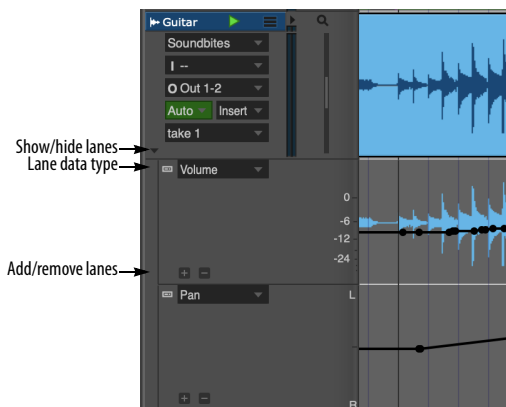 Guitar
Soundbites
I --
O Out 1-2
Auto Insert
take 1
Show/hide lanes
Lane data type
Volume
0
-6
-12
-24
Add/remove lanes
+ −
Pan
L
+ −
R